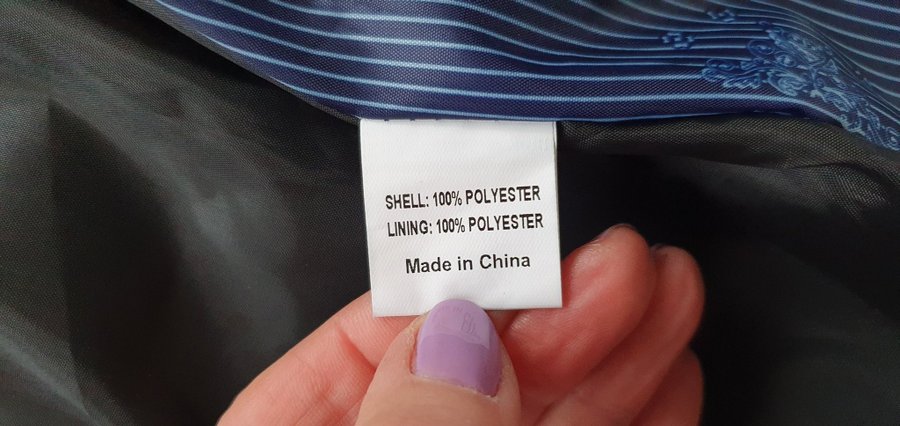 SHELL: 100% POLYESTER
LINING: 100% POLYESTER
Made in China